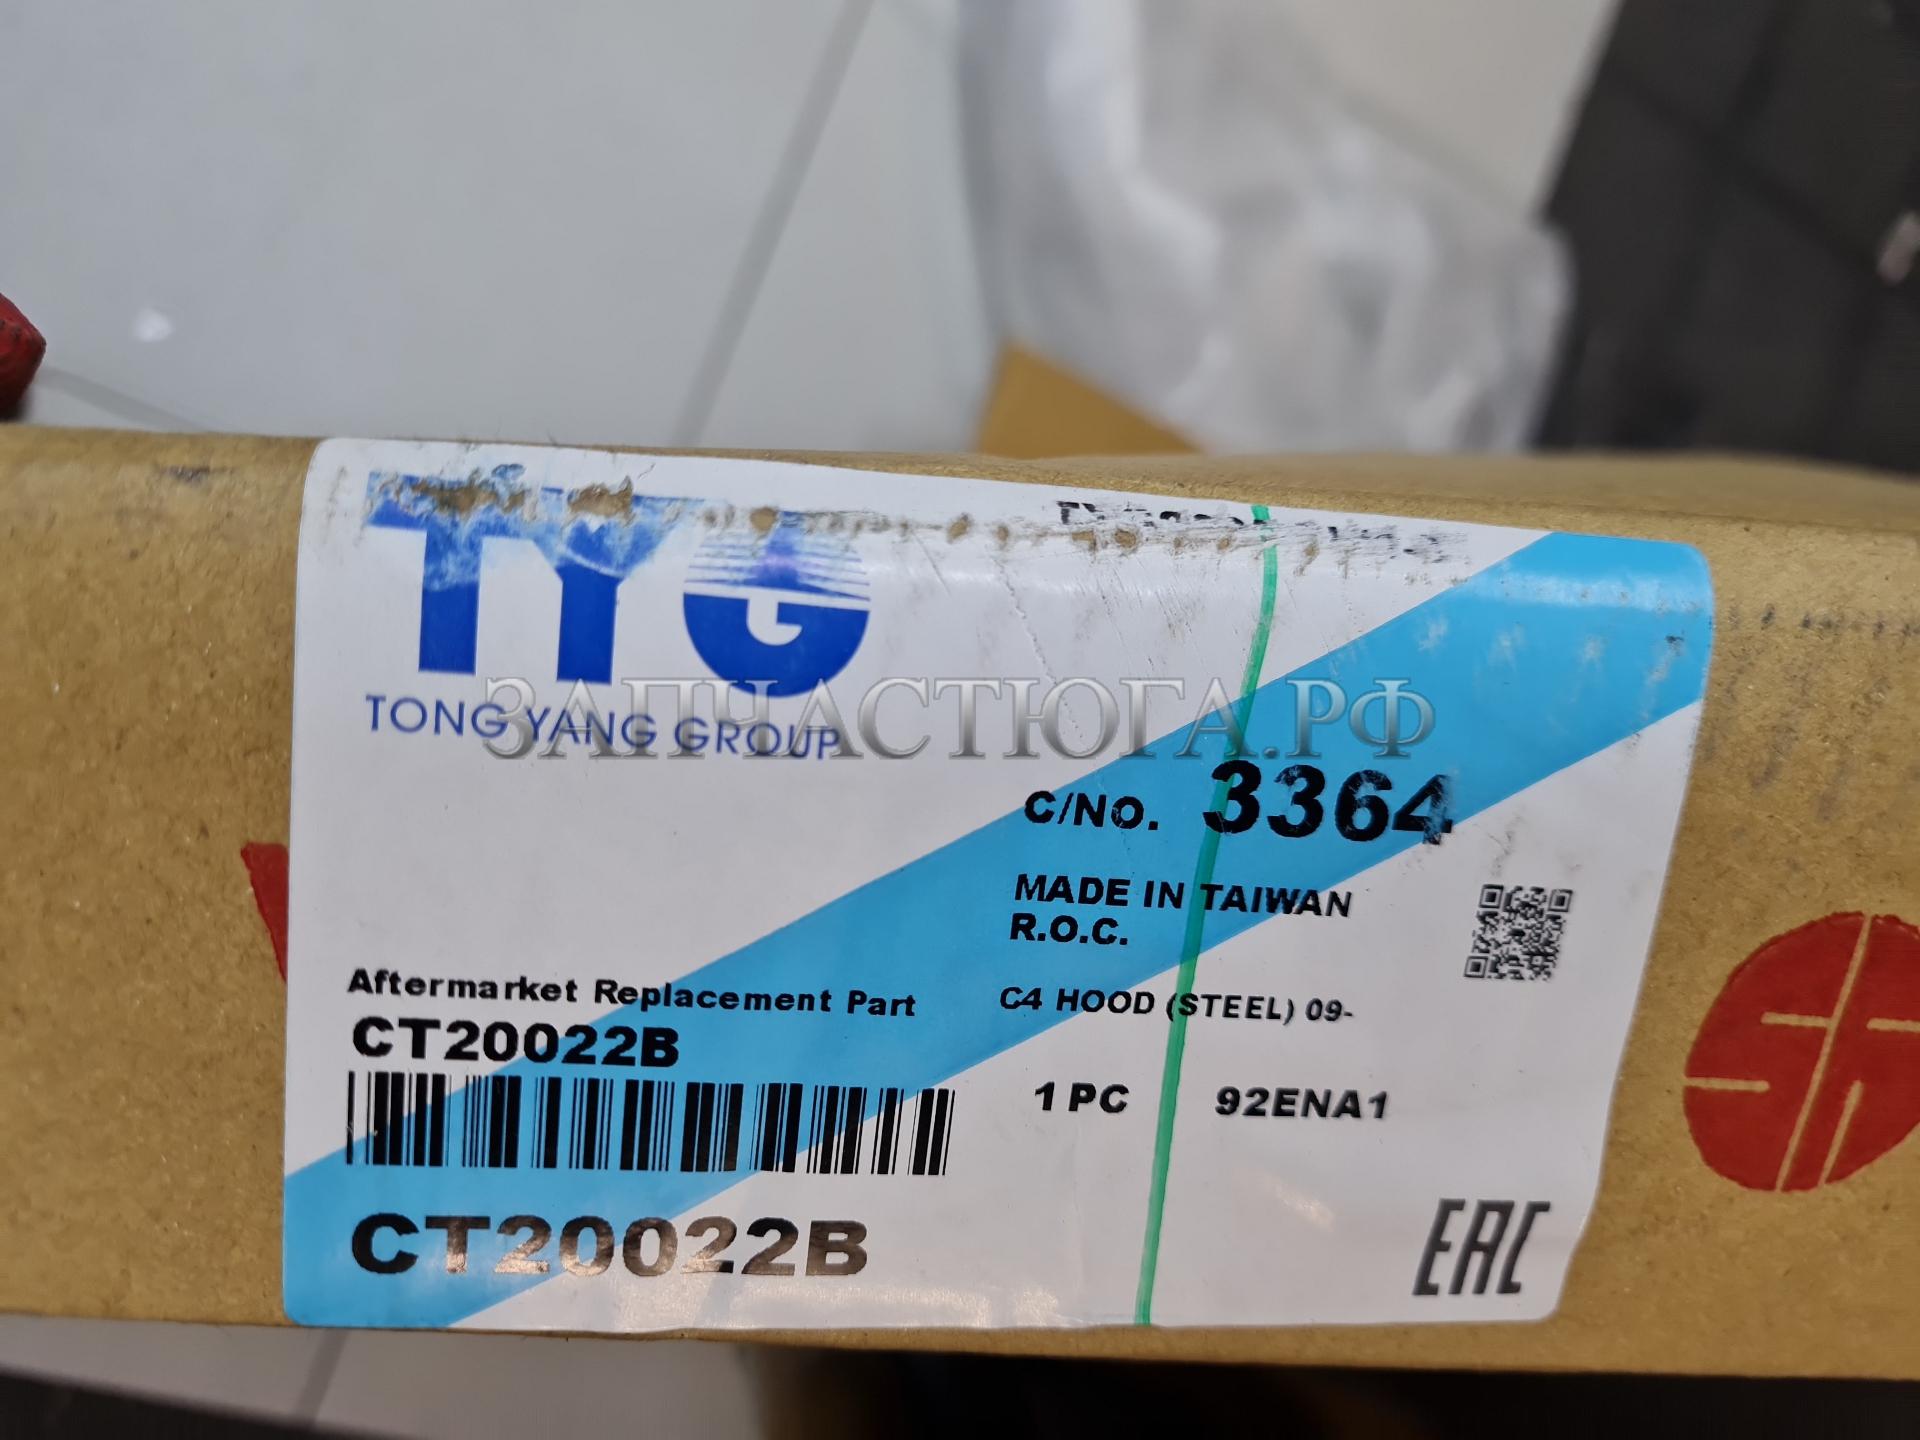 TYG
TONG YANG GROUP
ЗАПЧАСТЮГА.РФ
C/NO. 3364
MADE IN TAIWAN
R.O.C.
Aftermarket Replacement Part
C4 HOOD (STEEL) 09-
CT20022B
1 PC 92ENA1
CT20022B
EAC